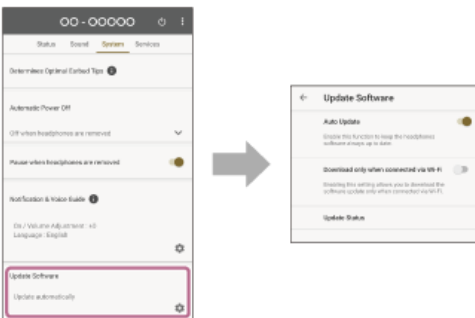 OO-OOOOO
Status Sound System Services
Determines Optimal Earbud Tips
Automatic Power Off
Off when headphones are removed
Pause when headphones are removed
Notification & Voice Guide
On / Volume Adjustment: ±0
Language: English
Update Software
Update automatically
Update Software
Auto Update
Enable this function to keep the headphones
software always up to date.
Download only when connected via Wi-Fi
Enabling this setting allows you to download the
software update only when connected via Wi-Fi.
Update Status